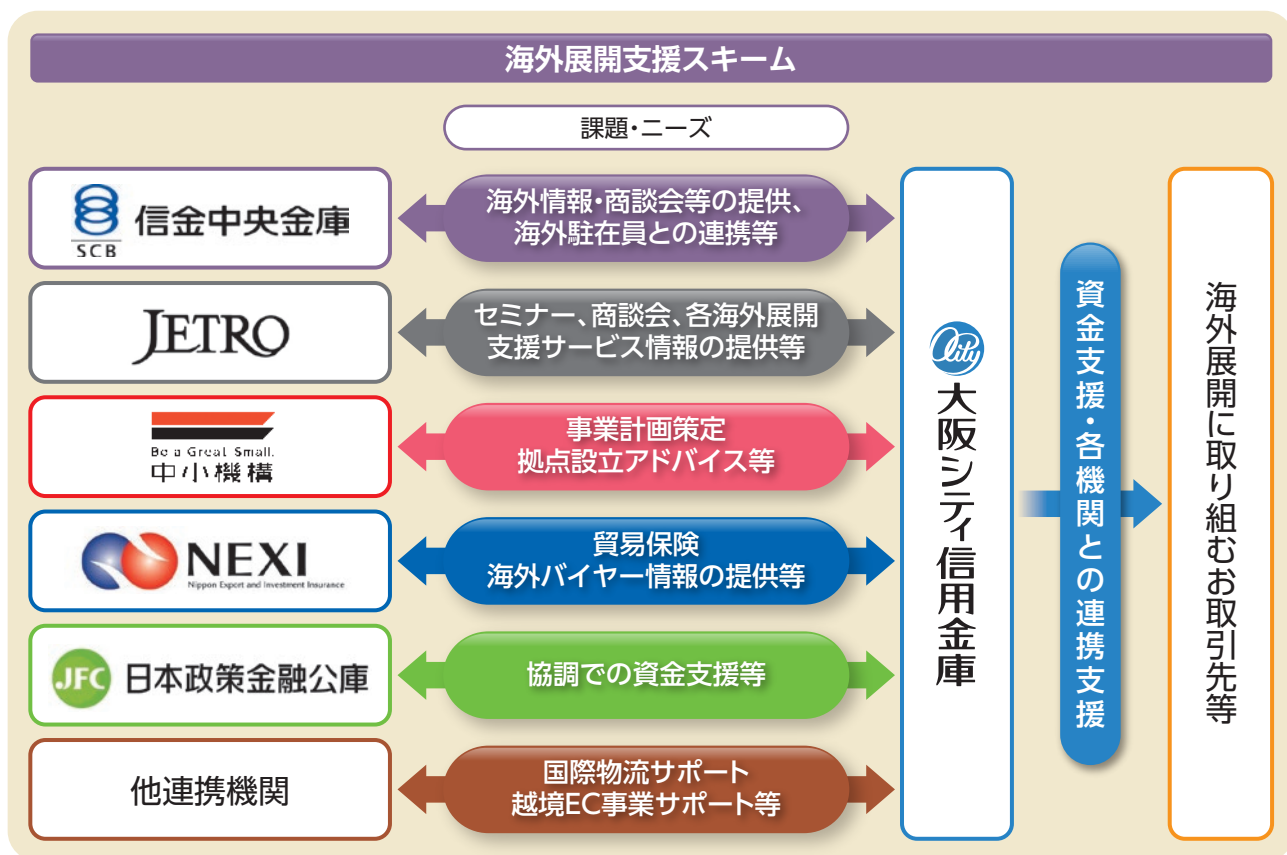 海外展開支援スキーム
課題・ニーズ
SCB
信金中央金庫
海外情報・商談会等の提供、
海外駐在員との連携等
JETRO
セミナー、商談会、各海外展開
支援サービス情報の提供等
Be a Great Small.
中小機構
事業計画策定
拠点設立アドバイス等
NEXI
Nippon Export and Investment Insurance
貿易保険
海外バイヤー情報の提供等
JFC 日本政策金融公庫
協調での資金支援等
他連携機関
国際物流サポート
越境EC事業サポート等
City
大阪シティ信用金庫
資金支援・各機関との連携支援
海外展開に取り組むお取引先等